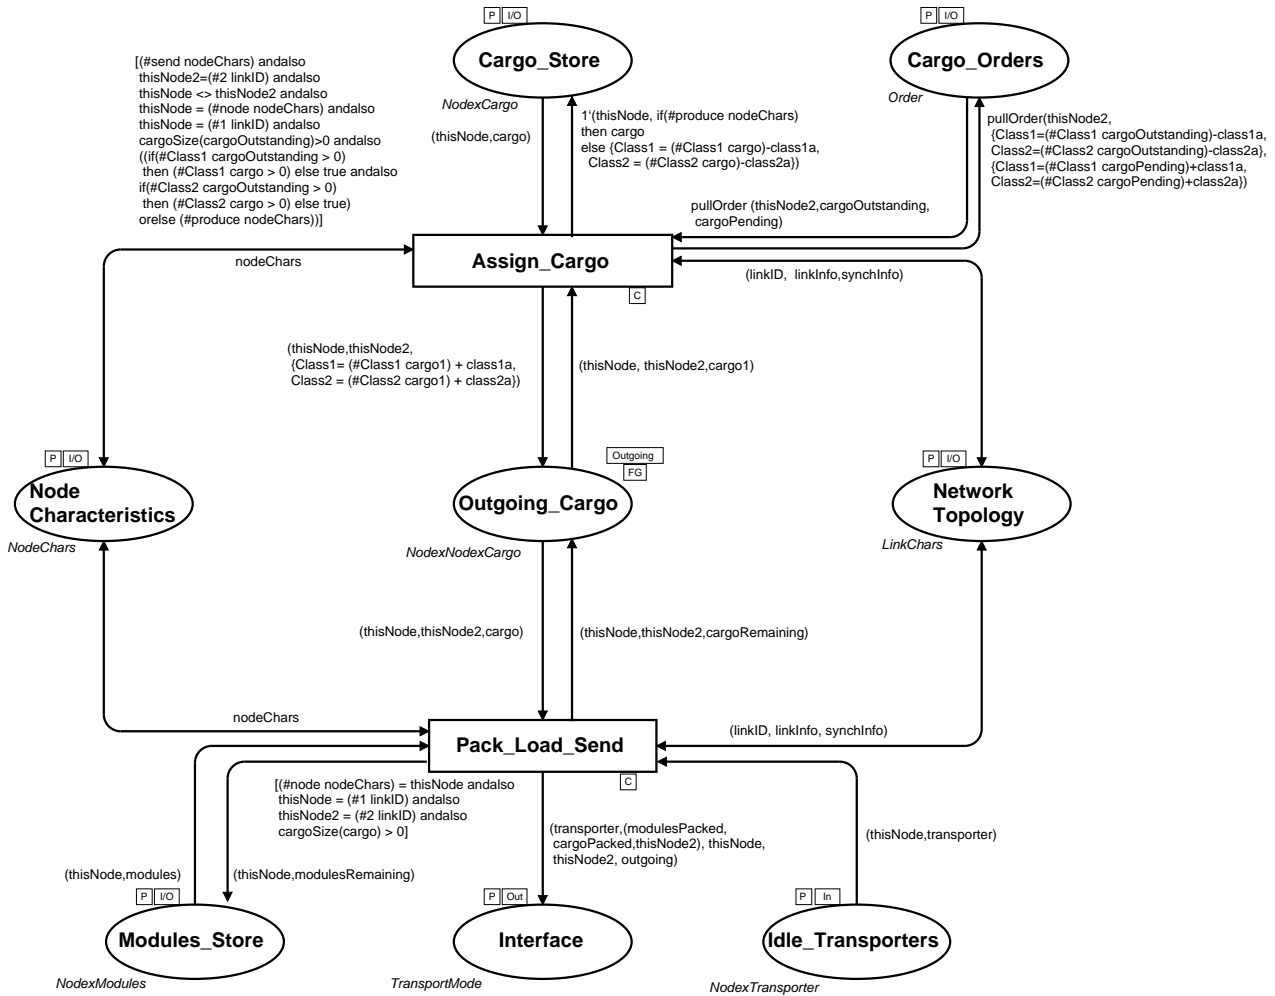 P I/O
P I/O
Cargo_Store
Cargo_Orders
NodexCargo
Order
[(#send nodeChars) andalso
thisNode2=(#2 linkID) andalso
thisNode <> thisNode2 andalso
thisNode = (#node nodeChars) andalso
thisNode = (#1 linkID) andalso
cargoSize(cargoOutstanding)>0 andalso
((if(#Class1 cargoOutstanding > 0)
then (#Class1 cargo > 0) else true andalso
if(#Class2 cargoOutstanding > 0)
then (#Class2 cargo > 0) else true)
orelse (#produce nodeChars))]
(thisNode,cargo)
1‘(thisNode, if(#produce nodeChars)
then cargo
else {Class1 = (#Class1 cargo)-class1a,
Class2 = (#Class2 cargo)-class2a})
pullOrder(thisNode2,
{Class1=(#Class1 cargoOutstanding)-class1a,
Class2=(#Class2 cargoOutstanding)-class2a},
{Class1=(#Class1 cargoPending)+class1a,
Class2=(#Class2 cargoPending)+class2a})
pullOrder (thisNode2,cargoOutstanding,
cargoPending)
nodeChars
Assign_Cargo
C
(linkID,  linkInfo,synchInfo)
(thisNode,thisNode2,
{Class1= (#Class1 cargo1) + class1a,
Class2 = (#Class2 cargo1) + class2a})
(thisNode, thisNode2,cargo1)
P I/O
Outgoing
FG
P I/O
Node
Characteristics
Outgoing_Cargo
Network
Topology
NodeChars
NodexNodexCargo
LinkChars
(thisNode,thisNode2,cargo)
(thisNode,thisNode2,cargoRemaining)
nodeChars
Pack_Load_Send
C
(linkID, linkInfo, synchInfo)
[(#node nodeChars) = thisNode andalso
thisNode = (#1 linkID) andalso
thisNode2 = (#2 linkID) andalso
cargoSize(cargo) > 0]
(transporter,(modulesPacked,
cargoPacked,thisNode2), thisNode,
thisNode2, outgoing)
(thisNode,transporter)
(thisNode,modules)
(thisNode,modulesRemaining)
P I/O
P Out
P In
Modules_Store
Interface
Idle_Transporters
NodexModules
TransportMode
NodexTransporter